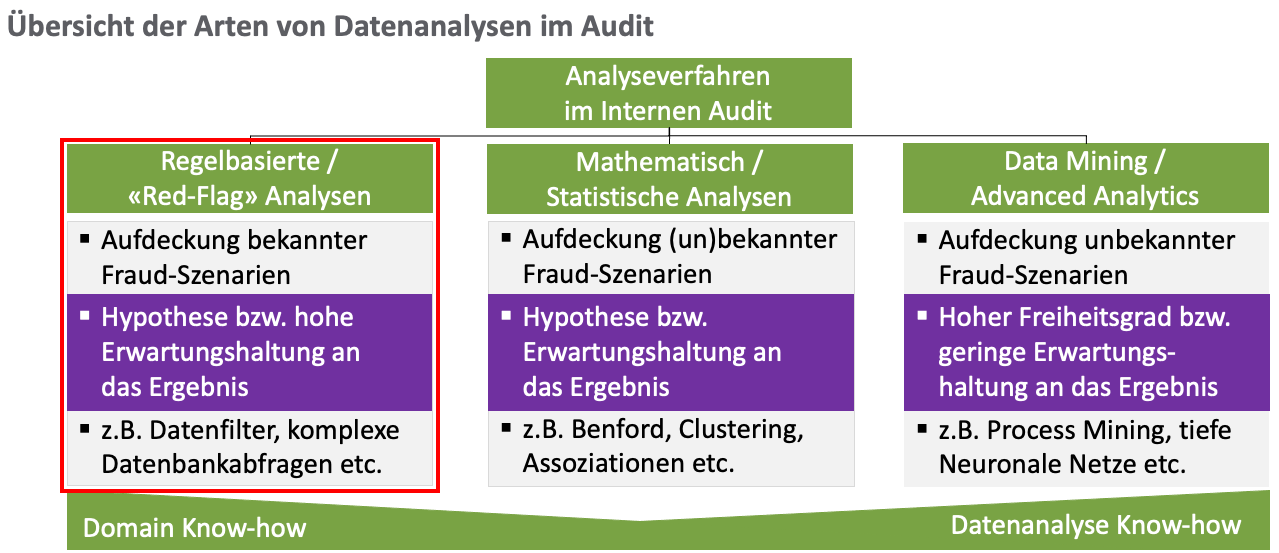 Übersicht der Arten von Datenanalysen im Audit
Analyseverfahren
im Internen Audit
Regelbasierte /
«Red-Flag» Analysen
▪ Aufdeckung bekannter
Fraud-Szenarien
▪ Hypothese bzw. hohe
Erwartungshaltung an
das Ergebnis
▪ z.B. Datenfilter, komplexe
Datenbankabfragen etc.
Mathematisch /
Statistische Analysen
▪ Aufdeckung (un)bekannter
Fraud-Szenarien
▪ Hypothese bzw.
Erwartungshaltung an
das Ergebnis
▪ z.B. Benford, Clustering,
Assoziationen etc.
Data Mining /
Advanced Analytics
▪ Aufdeckung unbekannter
Fraud-Szenarien
▪ Hoher Freiheitsgrad bzw.
geringe Erwartungs-
haltung an das Ergebnis
▪ z.B. Process Mining, tiefe
Neuronale Netze etc.
Domain Know-how
Datenanalyse Know-how